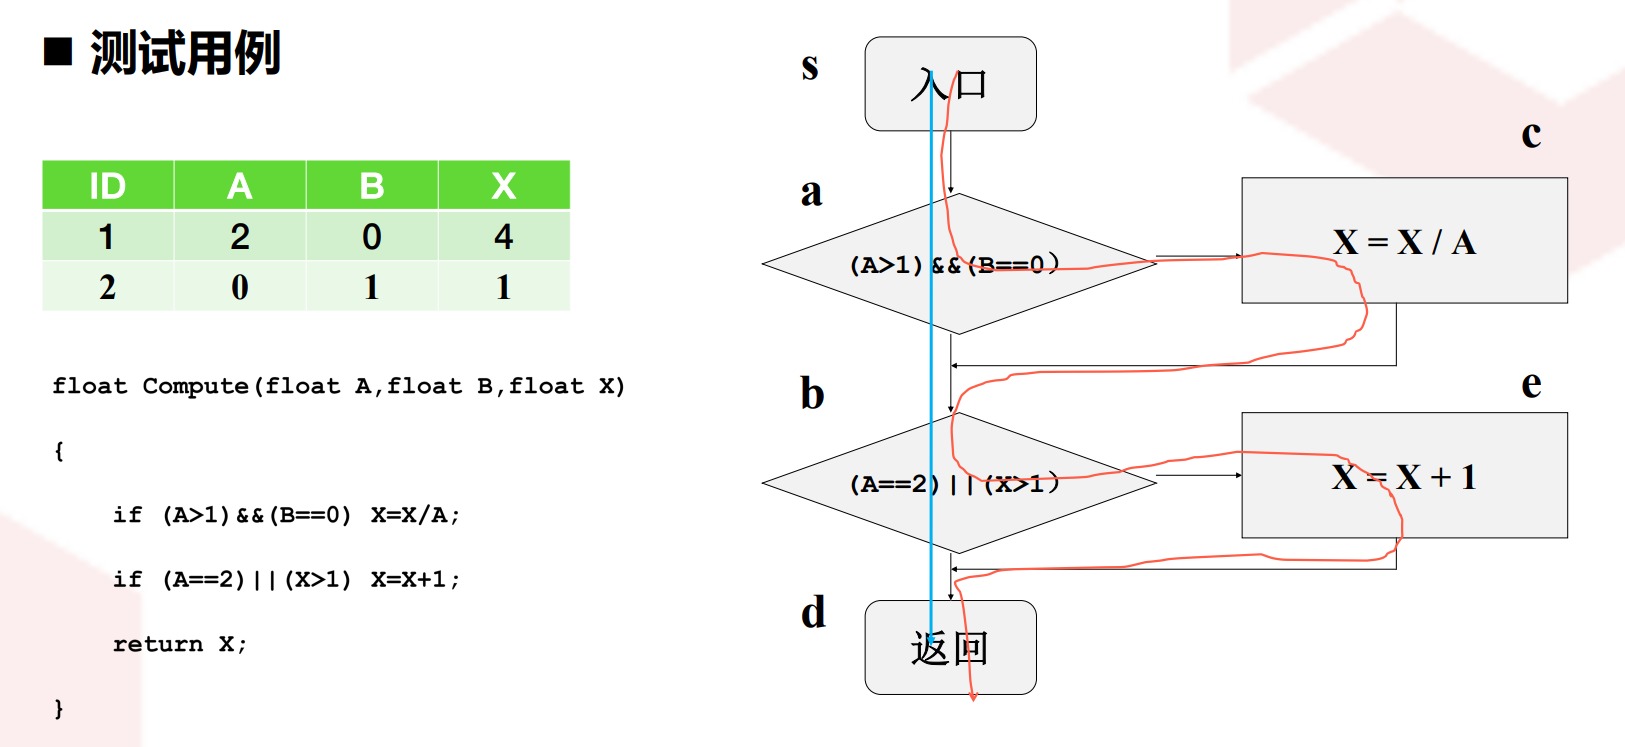 ■ 测试用例
ID A B X
1 2 0 4
2 0 1 1
float Compute(float A,float B,float X)
{
if (A>1)&&(B==0) X=X/A;
if (A==2)||(X>1) X=X+1;
return X;
}
s
入口
c
a
(A>1)&&(B==0)
X = X / A
b
e
(A==2)||(X>1)
X = X + 1
d
返回